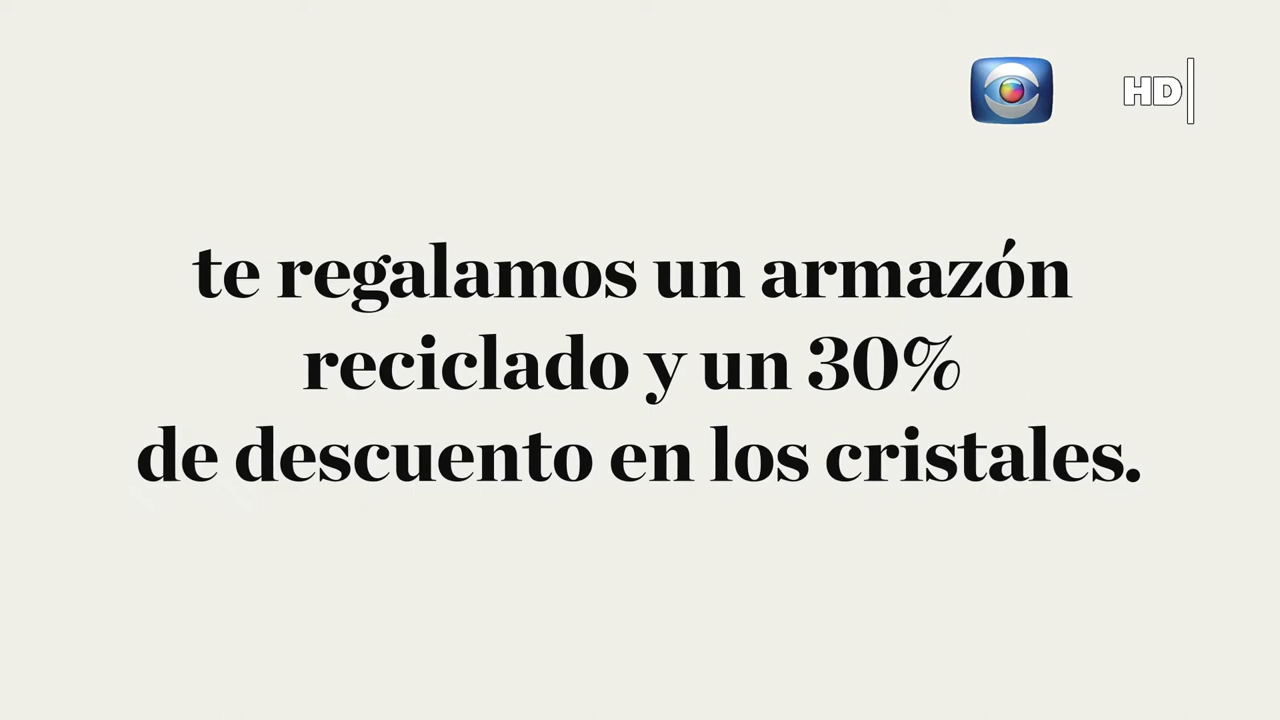 HD
te regalamos un armazón
reciclado y un 30%
de descuento en los cristales.